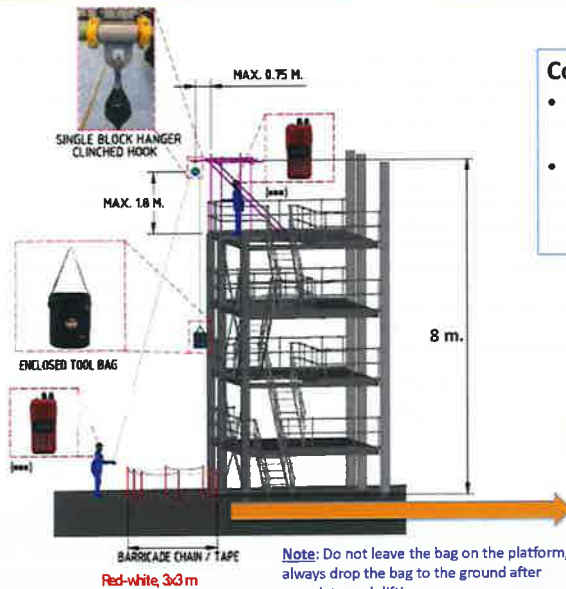 MAX. 0.75 M.
Co
SINGLE BLOCK HANGER
CLINCHED HOOK
MAX. 1.8 M.
ENCLOSED TOOL BAG
8 m.
BARRICADE CHAIN / TAPE
Red-white, 3x3 m
Note: Do not leave the bag on the platform,
always drop the bag to the ground after